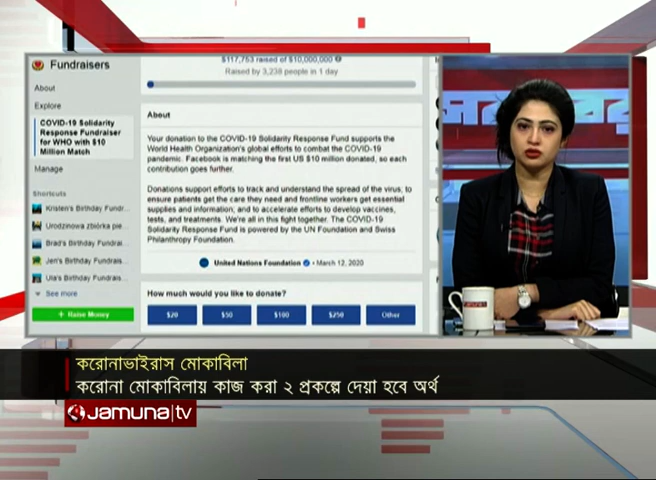 Fundraisers
About
Explore
COVID-19 Solidarity
Response Fundraiser
for WHO with $10
Million Match
Manage
Shortcuts
Kristen's Birthday Fundr...
Urodzinowa zbiórka pie...
Brad's Birthday Fundrai...
Jen's Birthday Fundrais...
Ula's Birthday Fundrais...
See more
+ Raise Money
$117,753 raised of $10,000,000
Raised by 3,238 people in 1 day
About
Your donation to the COVID-19 Solidarity Response Fund supports the
World Health Organization's global efforts to combat the COVID-19
pandemic. Facebook is matching the first US $10 million donated, so each
contribution goes further.
Donations support efforts to track and understand the spread of the virus; to
ensure patients get the care they need and frontline workers get essential
supplies and information; and to accelerate efforts to develop vaccines,
tests, and treatments. We're all in this fight together. The COVID-19
Solidarity Response Fund is powered by the UN Foundation and Swiss
Philanthropy Foundation.
United Nations Foundation • March 12, 2020
How much would you like to donate?
$20 $50 $100 $250 Other
করোনাভাইরাস মোকাবিলা
করোনা মোকাবিলায় কাজ করা ২ প্রকল্পে দেয়া হবে অর্থ
Jamuna|tv